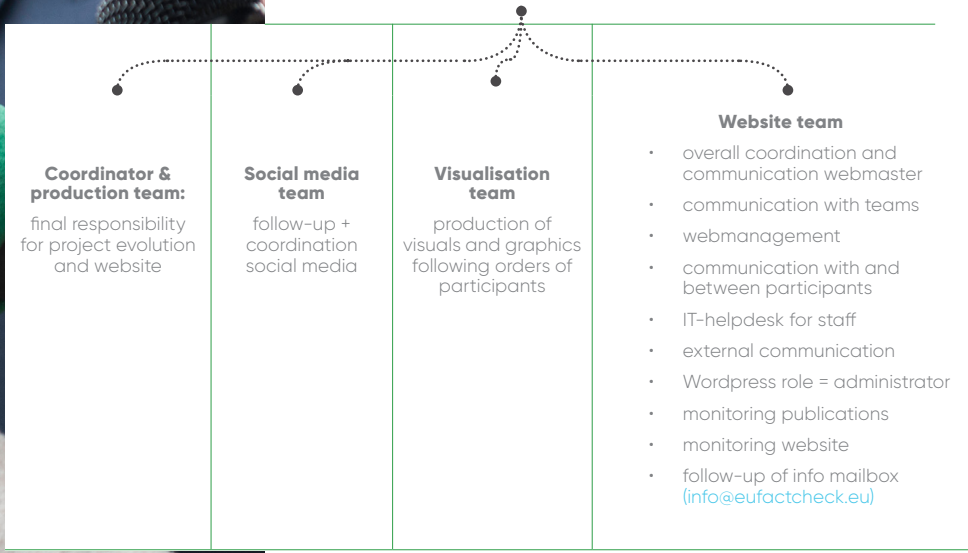 Coordinator &
production team:
final responsibility
for project evolution
and website
Social media
team
follow-up +
coordination
social media
Visualisation
team
production of
visuals and graphics
following orders of
participants
Website team
• overall coordination and
communication webmaster
• communication with teams
• webmanagement
• communication with and
between participants
• IT-helpdesk for staff
• external communication
• Wordpress role = administrator
• monitoring publications
• monitoring website
• follow-up of info mailbox
(info@eufactcheck.eu)